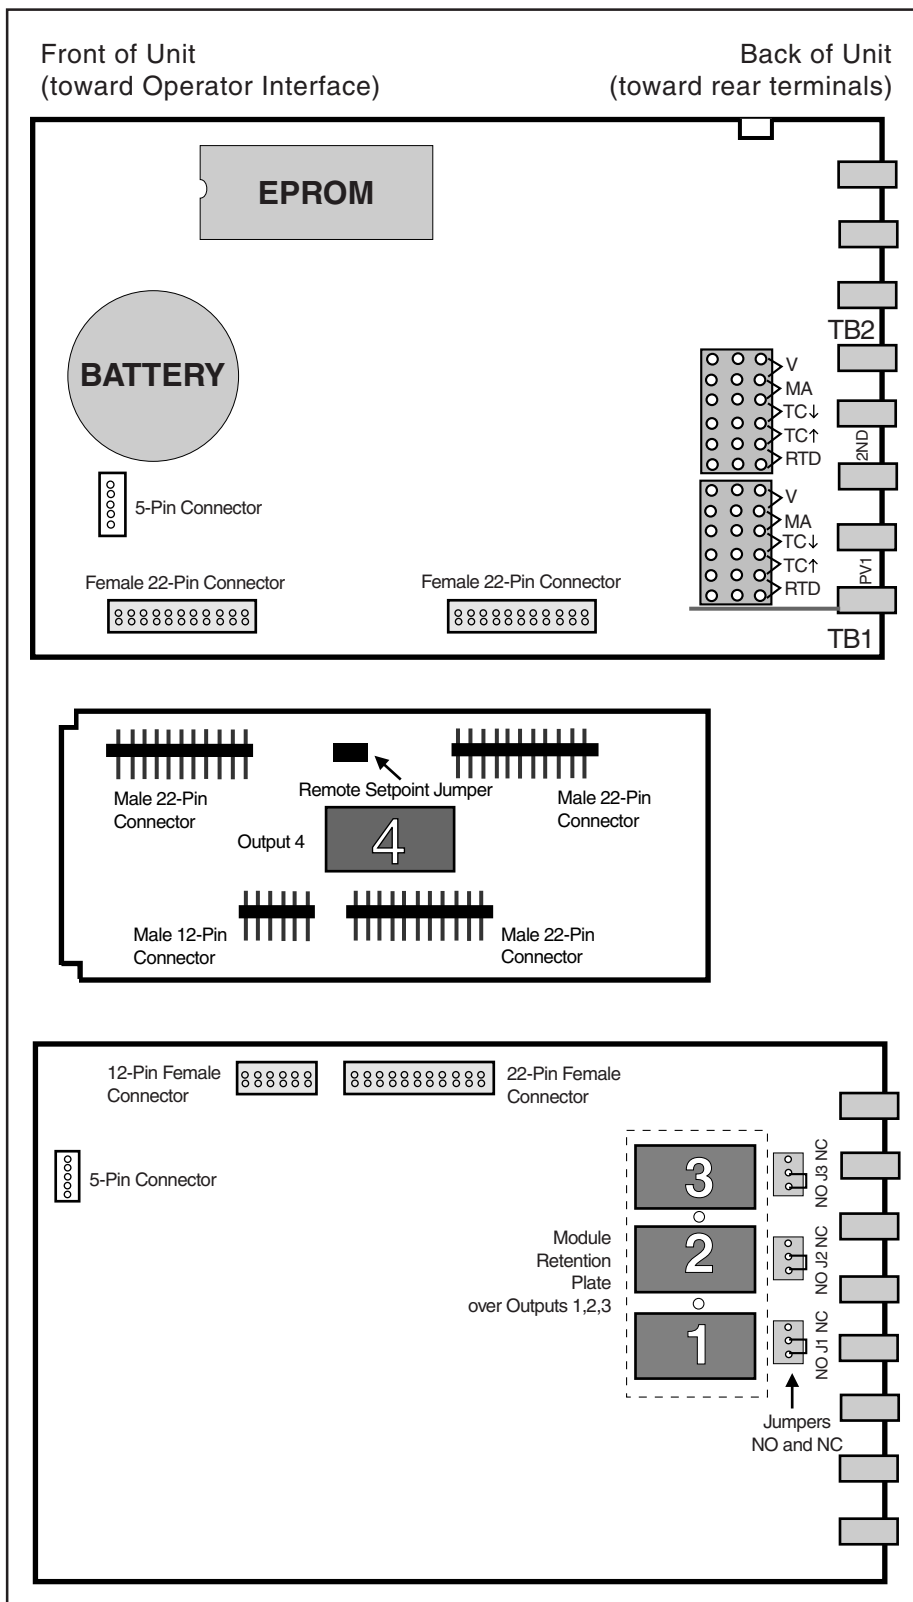 Front of Unit
(toward Operator Interface)
Back of Unit
(toward rear terminals)
EPROM
BATTERY
TB2
V
MA
TC↓
TC↑
RTD
2ND
V
MA
TC↓
TC↑
RTD
PV1
TB1
5-Pin Connector
Female 22-Pin Connector
Female 22-Pin Connector
Male 22-Pin
Connector
Remote Setpoint Jumper
Male 22-Pin
Connector
Output 4
4
Male 12-Pin
Connector
Male 22-Pin
Connector
12-Pin Female
Connector
22-Pin Female
Connector
5-Pin Connector
3
NO J3 NC
Module
Retention
Plate
over Outputs 1,2,3
2
NO J2 NC
1
NO J1 NC
Jumpers
NO and NC